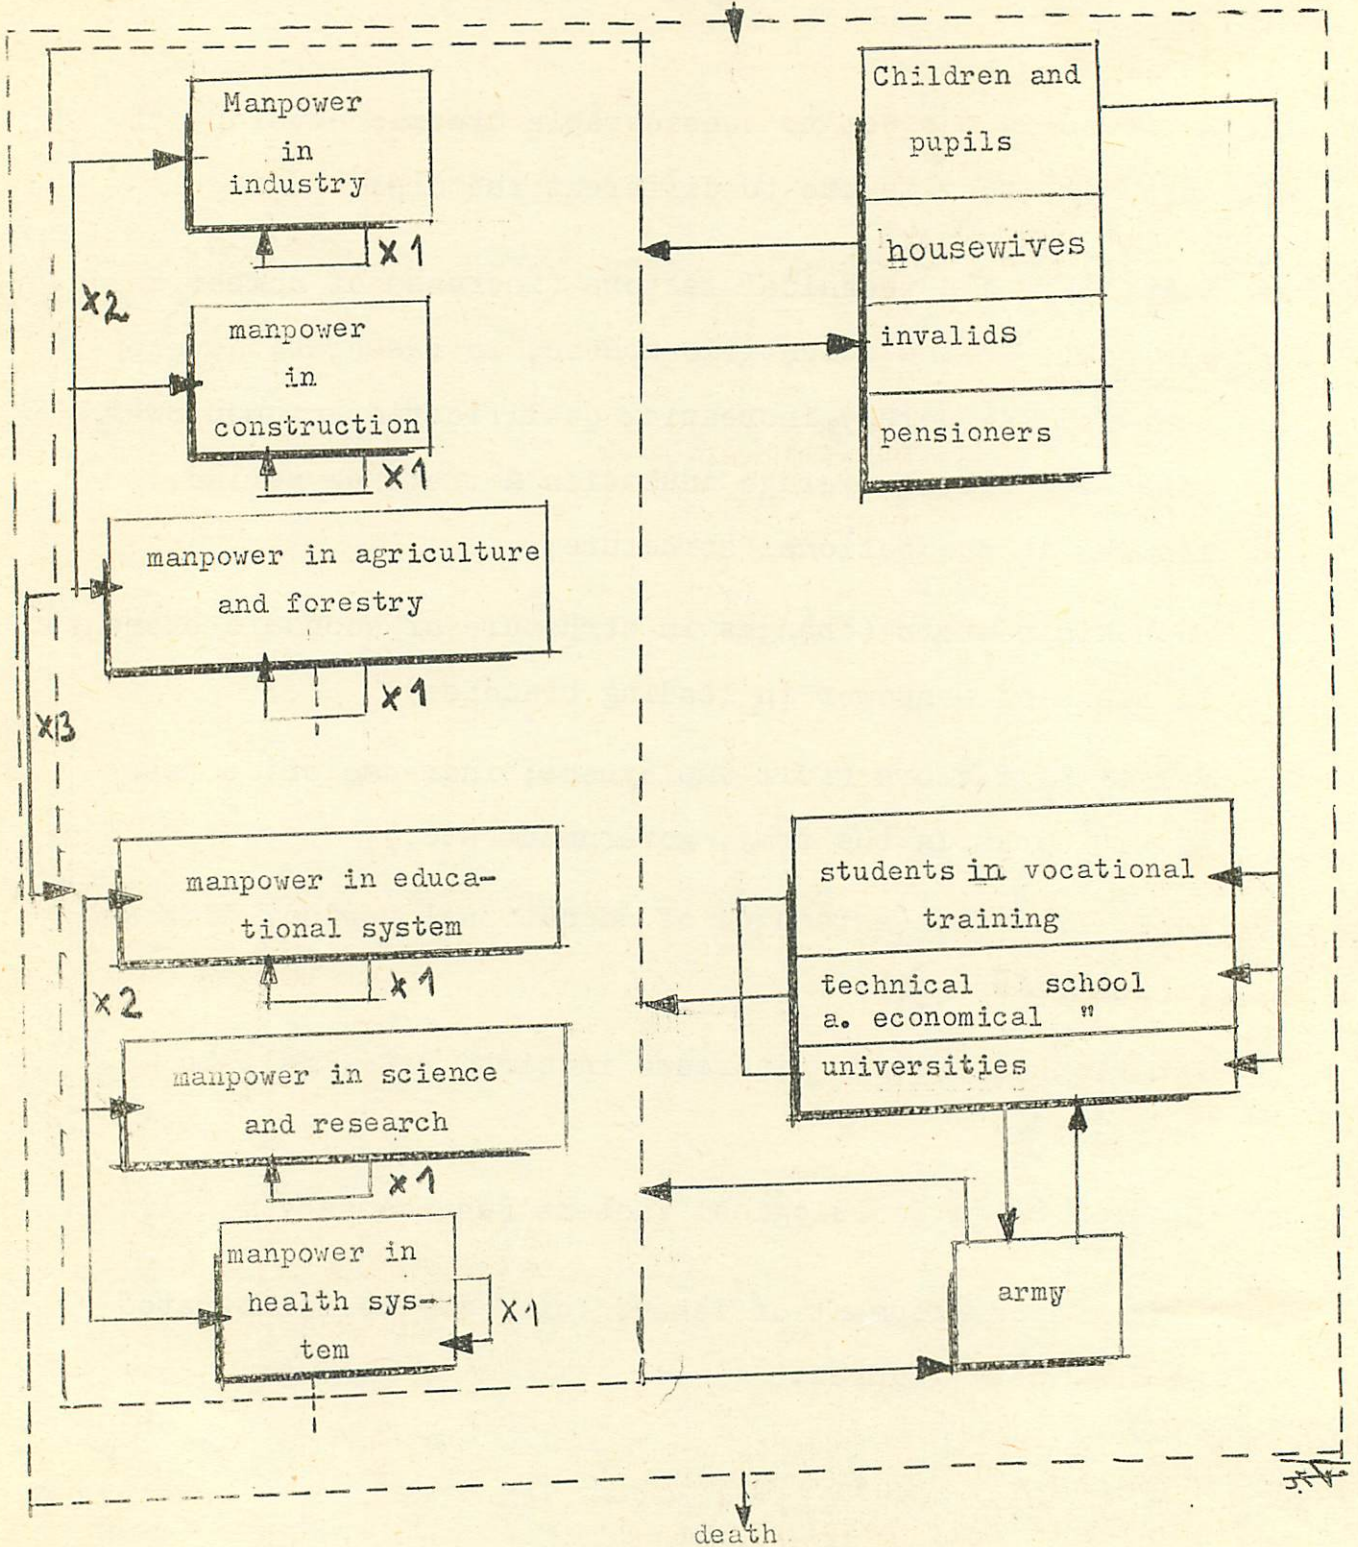 Manpower
in
industry
x1
x2
manpower
in
construction
x1
manpower in agriculture
and forestry
x1
x3
manpower in educa-
tional system
x1
x2
manpower in science
and research
x1
manpower in
health sys-
tem
x1
Children and
pupils
housewives
invalids
pensioners
students in vocational
training
technical school
a. economical "
universities
army
death